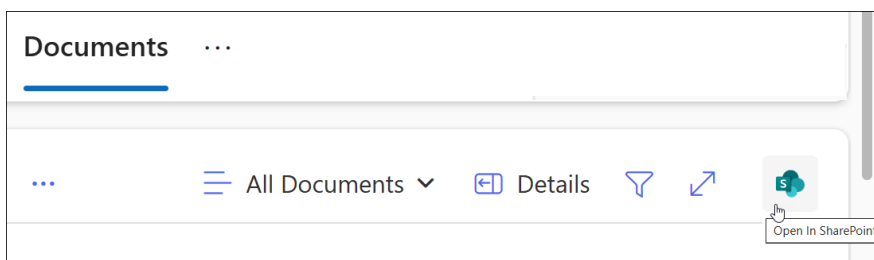 Documents ...
... All Documents Details
S
Open In SharePoint